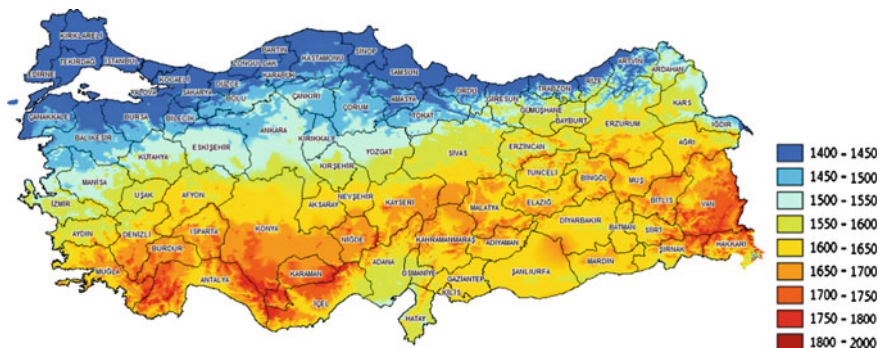 KIRKLARELİ
EDİRNE
TEKİRDAĞ
İSTANBUL
KOCAELİ
YALOVA
SAKARYA
DÜZCE
ZONGULDAK
BARTIN
KARABÜK
KASTAMONU
SİNOP
SAMSUN
ORDU
GİRESUN
TRABZON
RİZE
ARTVİN
ARDAHAN
KARS
IĞDIR
ÇANAKKALE
BALIKESİR
BURSA
BİLECİK
BOLU
ÇANKIRI
ÇORUM
AMASYA
TOKAT
GÜMÜŞHANE
BAYBURT
ERZURUM
AĞRI
KÜTAHYA
ESKİŞEHİR
ANKARA
KIRIKKALE
YOZGAT
SİVAS
ERZİNCAN
TUNCELİ
BİNGÖL
MUŞ
MANİSA
İZMİR
UŞAK
AFYON
KIRŞEHİR
NEVŞEHİR
AKSARAY
KAYSERİ
MALATYA
ELAZIĞ
BİTLİS
VAN
AYDIN
DENİZLİ
BURDUR
ISPARTA
KONYA
NİĞDE
KAHRAMANMARAŞ
ADIYAMAN
DİYARBAKIR
BATMAN
SİİRT
ŞIRNAK
HAKKARİ
MUĞLA
ANTALYA
KARAMAN
İÇEL
ADANA
OSMANİYE
GAZİANTEP
KİLİS
ŞANLIURFA
MARDİN
HATAY
1400 - 1450
1450 - 1500
1500 - 1550
1550 - 1600
1600 - 1650
1650 - 1700
1700 - 1750
1750 - 1800
1800 - 2000